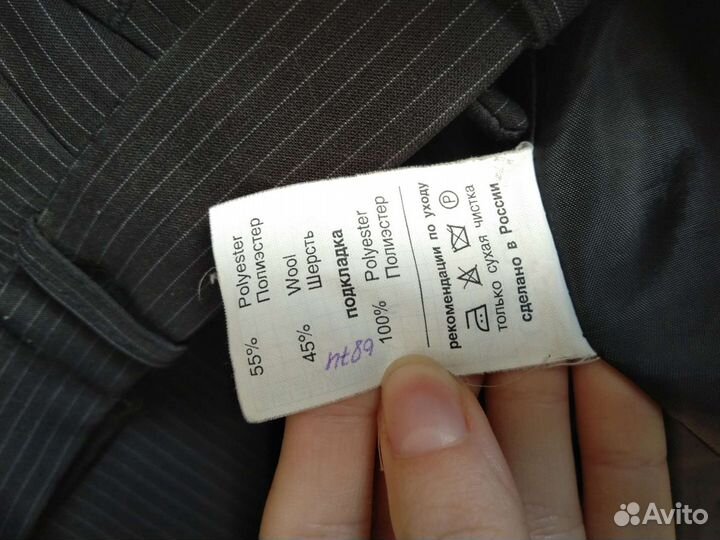 55% Polyester
Полиэстер
45% Wool
Шерсть
подкладка
100% Polyester
Полиэстер
рекомендации по уходу
P
только сухая чистка
сделано в России
Avito